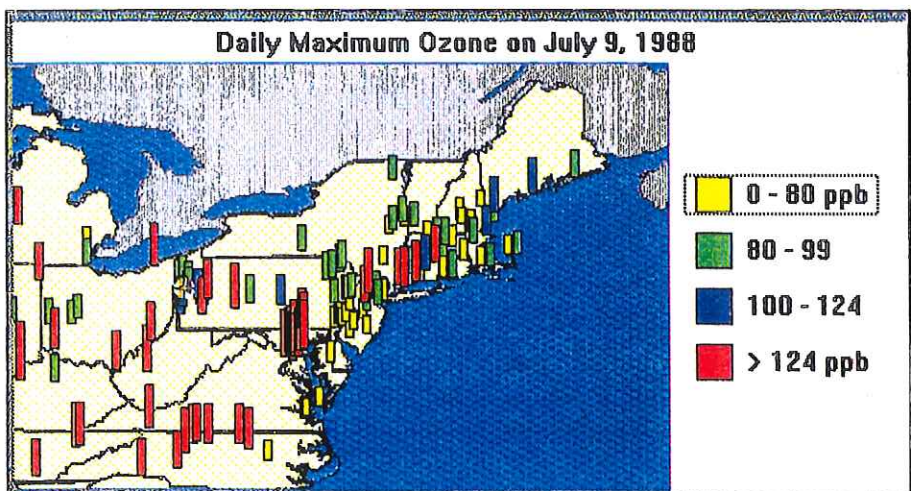 Daily Maximum Ozone on July 9, 1988
0 - 80 ppb
80 - 99
100 - 124
> 124 ppb